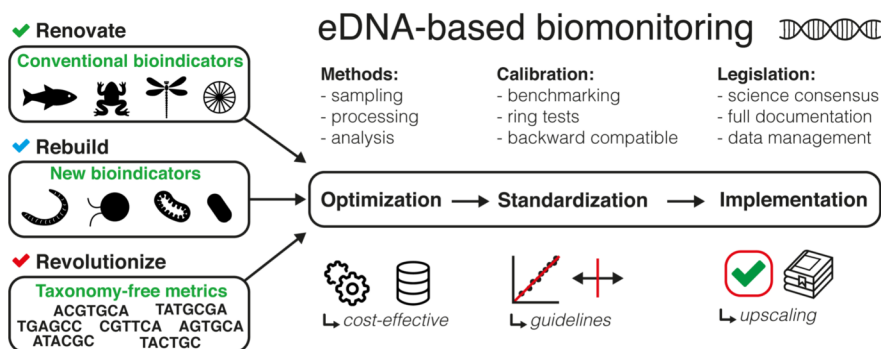 eDNA-based biomonitoring
Renovate
Conventional bioindicators
Rebuild
New bioindicators
Revolutionize
Taxonomy-free metrics
ACGTGCA TATGCGA
TGAGCC CGTTCA AGTGCA
ATACGC TACTGC
Methods:
- sampling
- processing
- analysis
Calibration:
- benchmarking
- ring tests
- backward compatible
Legislation:
- science consensus
- full documentation
- data management
Optimization
Standardization
Implementation
cost-effective
guidelines
upscaling